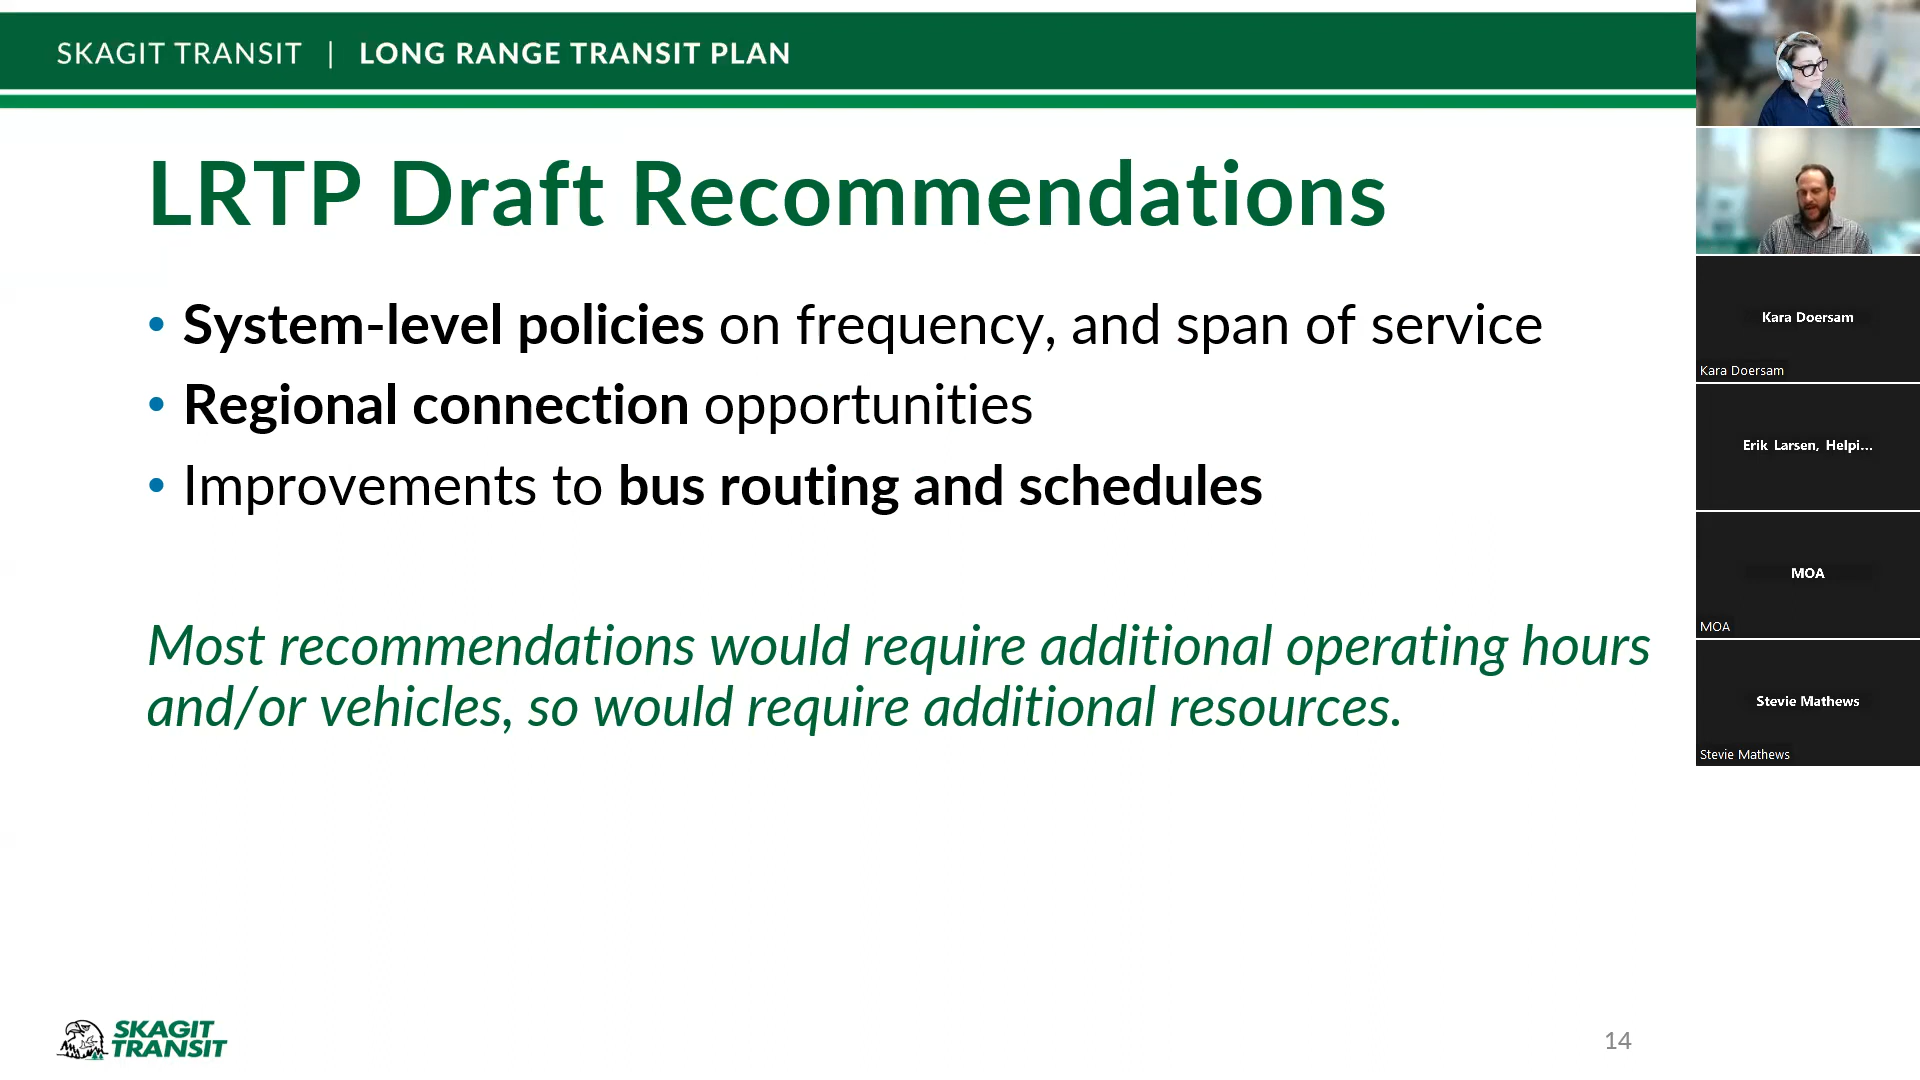 SKAGIT TRANSIT | LONG RANGE TRANSIT PLAN
LRTP Draft Recommendations
• System-level policies on frequency, and span of service
• Regional connection opportunities
• Improvements to bus routing and schedules
Most recommendations would require additional operating hours
and/or vehicles, so would require additional resources.
SKAGIT
TRANSIT
14
Kara Doersam
Kara Doersam
Erik Larsen, Helpi...
MOA
MOA
Stevie Mathews
Stevie Mathews